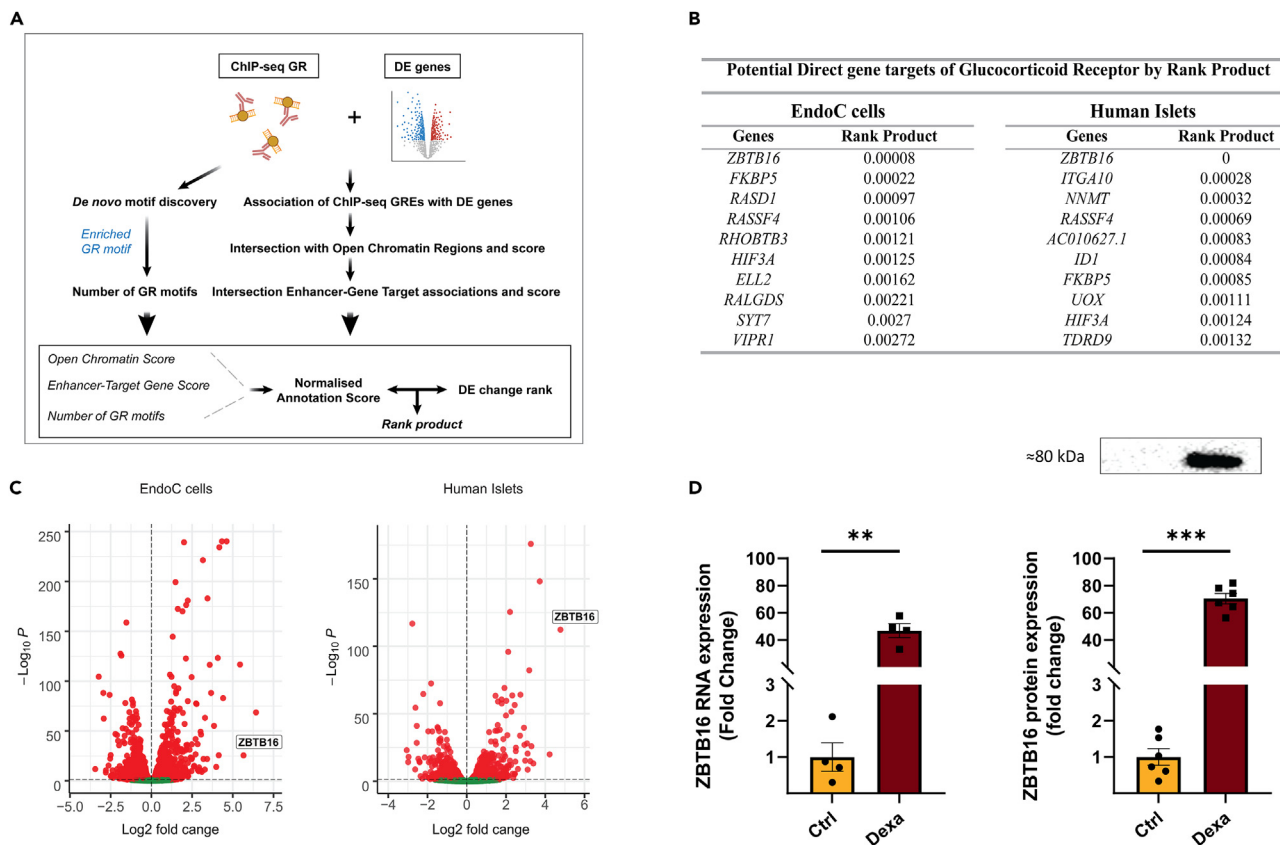 A
ChIP-seq GR
DE genes
+
De novo motif discovery
Association of ChIP-seq GREs with DE genes
Enriched
GR motif
Intersection with Open Chromatin Regions and score
Number of GR motifs
Intersection Enhancer-Gene Target associations and score
Open Chromatin Score
Enhancer-Target Gene Score
Number of GR motifs
Normalised
Annotation Score
DE change rank
Rank product
B
Potential Direct gene targets of Glucocorticoid Receptor by Rank Product
EndoC cells Human Islets
Genes Rank Product Genes Rank Product
ZBTB16 0.00008 ZBTB16 0
FKBP5 0.00022 ITGA10 0.00028
RASD1 0.00097 NNMT 0.00032
RASSF4 0.00106 RASSF4 0.00069
RHOBTB3 0.00121 AC010627.1 0.00083
HIF3A 0.00125 ID1 0.00084
ELL2 0.00162 FKBP5 0.00085
RALGDS 0.00221 UOX 0.00111
SYT7 0.0027 HIF3A 0.00124
VIPR1 0.00272 TDRD9 0.00132
C
EndoC cells
−Log10 P
250
200
150
100
50
0
ZBTB16
−5.0 −2.5 0.0 2.5 5.0 7.5
Log2 fold cange
Human Islets
−Log10 P
200
150
100
50
0
ZBTB16
−4 −2 0 2 4 6
Log2 fold cange
D
ZBTB16 RNA expression
(Fold Change)
**
100
80
60
40
3
2
1
Ctrl
Dexa
≈80 kDa
ZBTB16 protein expression
(fold change)
***
100
80
60
40
3
2
1
Ctrl
Dexa